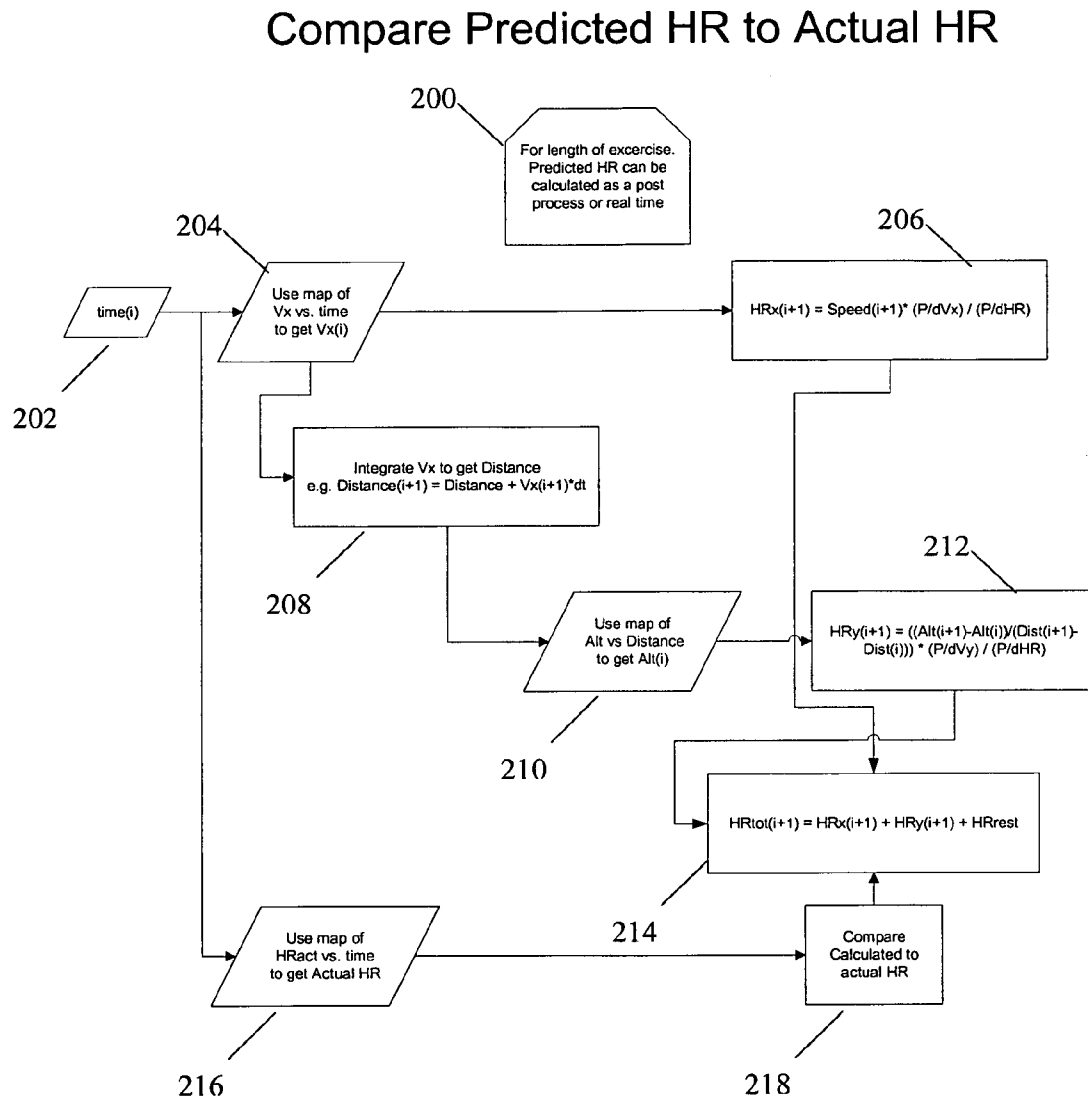 Compare Predicted HR to Actual HR
200
For length of excercise.
Predicted HR can be
calculated as a post
process or real time
204
206
time(i)
Use map of
Vx vs. time
to get Vx(i)
HRx(i+1) = Speed(i+1)* (P/dVx) / (P/dHR)
202
Integrate Vx to get Distance
e.g. Distance(i+1) = Distance + Vx(i+1)*dt
208
212
Use map of
Alt vs Distance
to get Alt(i)
HRy(i+1) = ((Alt(i+1)-Alt(i))/(Dist(i+1)-
Dist(i))) * (P/dVy) / (P/dHR)
210
HRtot(i+1) = HRx(i+1) + HRy(i+1) + HRrest
214
Use map of
HRact vs. time
to get Actual HR
Compare
Calculated to
actual HR
216
218